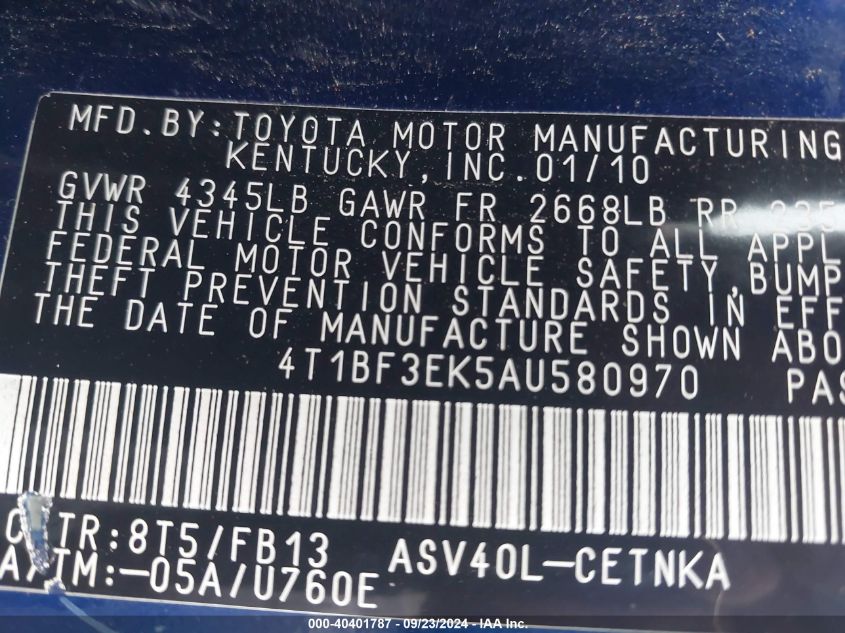 MFD.BY:TOYOTA MOTOR MANUFACTURING
KENTUCKY,INC.01/10
GVWR 4345LB GAWR FR 2668LB RR
THIS VEHICLE CONFORMS TO ALL APPL
FEDERAL MOTOR VEHICLE SAFETY,BUMP
THEFT PREVENTION STANDARDS IN EFF
THE DATE OF MANUFACTURE SHOWN ABO
4T1BF3EK5AU580970 PAS
TR:8T5/FB13 ASV40L-CETNKA
A/TM:-05A/U760E
000-40401787 - 09/23/2024 - IAA Inc.